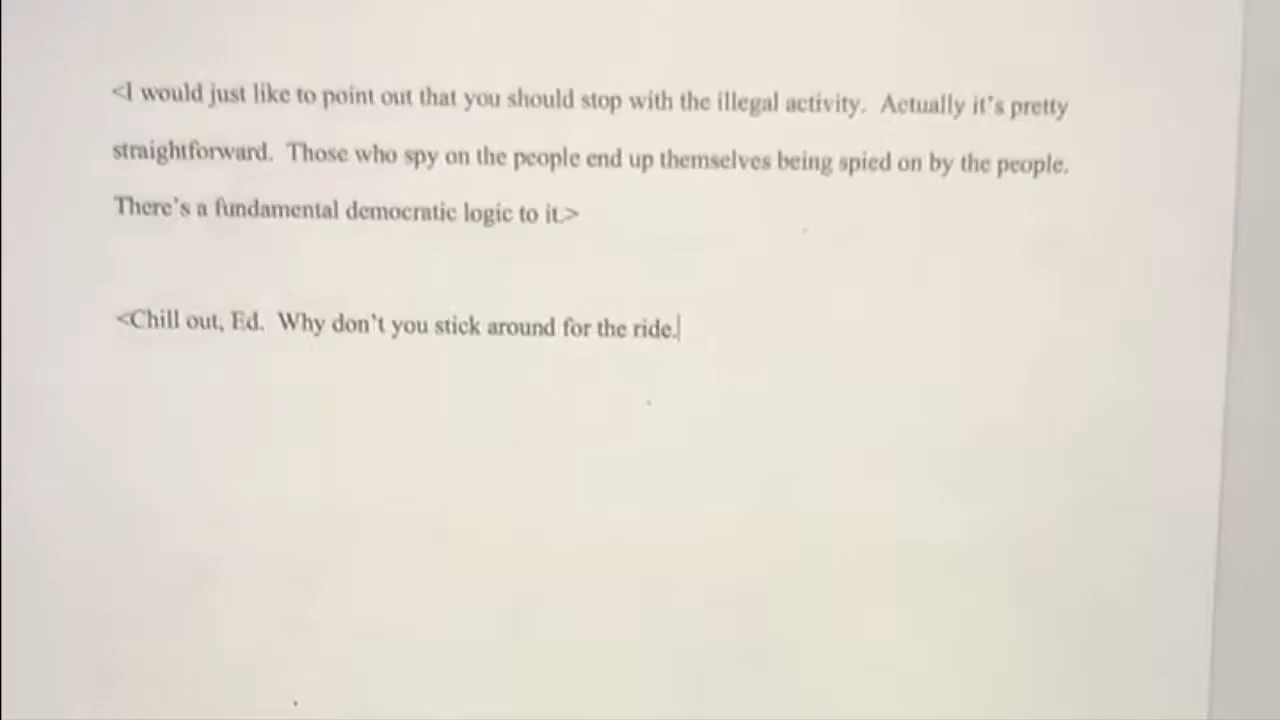 <I would just like to point out that you should stop with the illegal activity.  Actually it's pretty
straightforward.  Those who spy on the people end up themselves being spied on by the people.
There's a fundamental democratic logic to it.>
<Chill out, Ed.  Why don't you stick around for the ride.